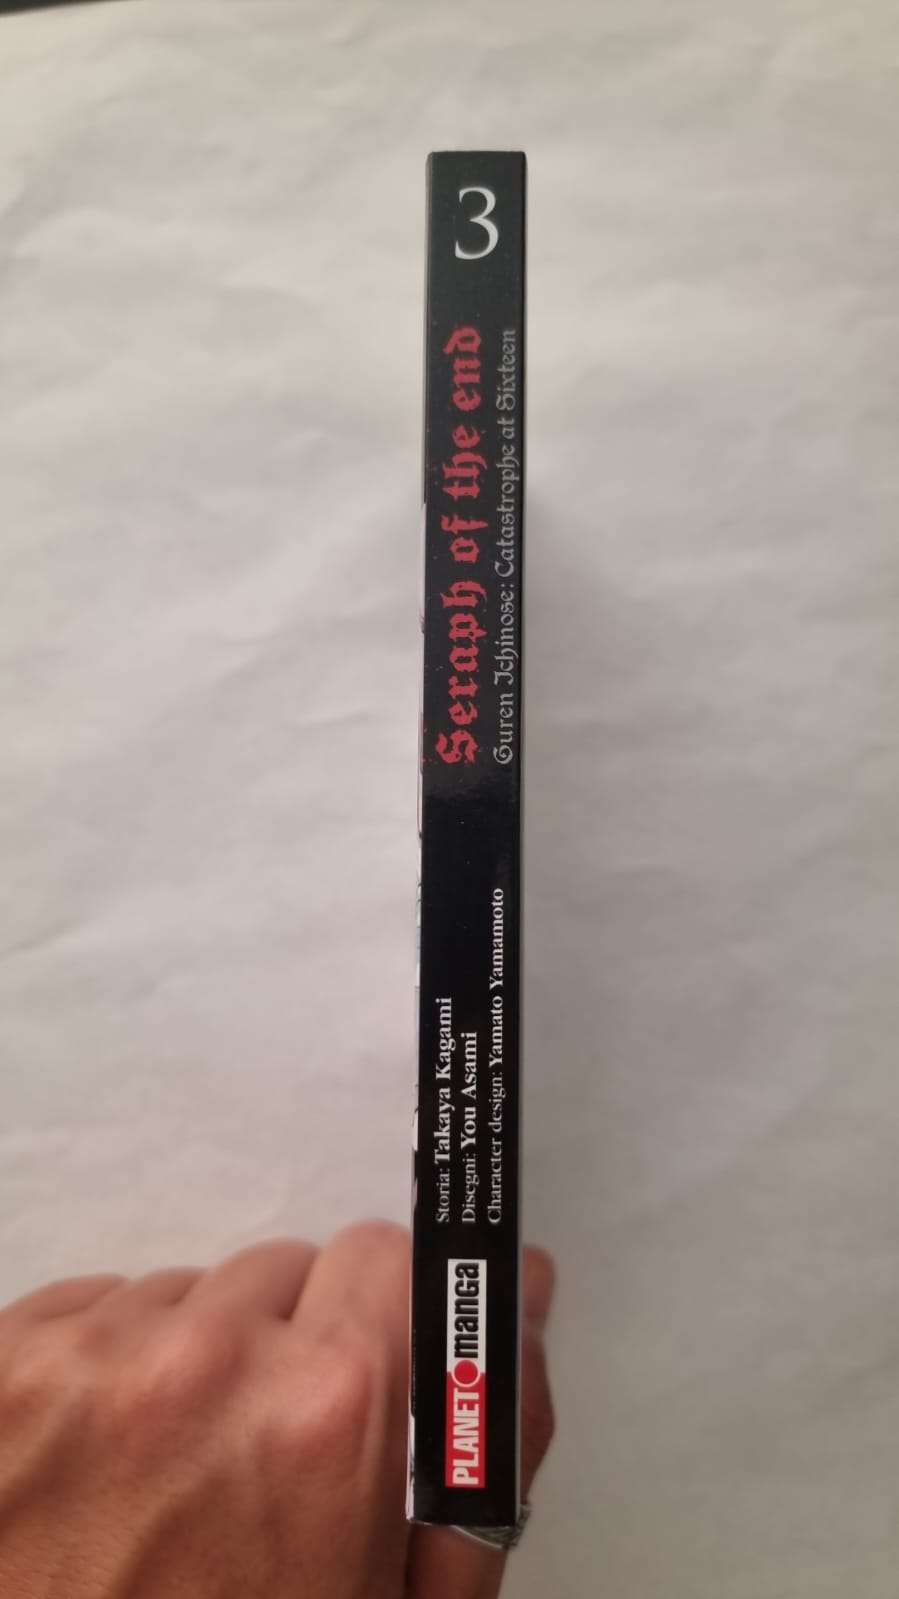 3
Seraph of the end
Guren Ichinose: Catastrophe at Sixteen
Storia: Takaya Kagami
Disegni: You Asami
Character design: Yamato Yamamoto
PLANET manga